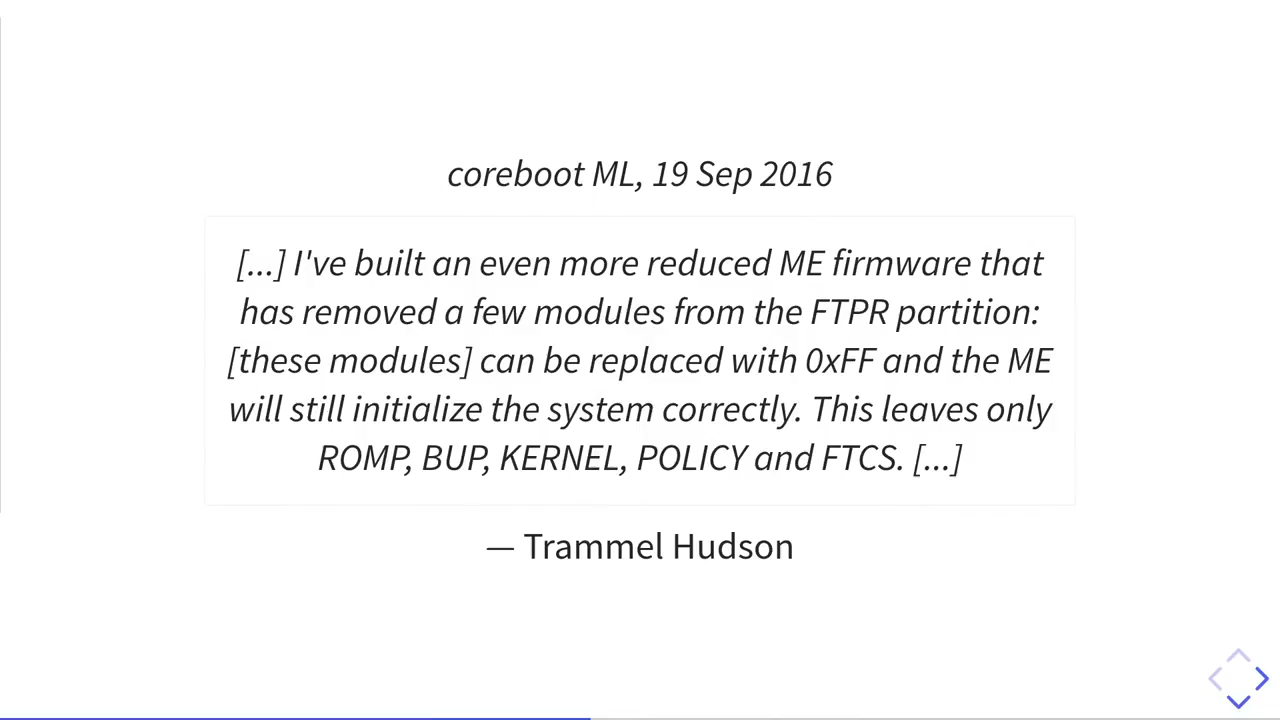 coreboot ML, 19 Sep 2016
[...] I've built an even more reduced ME firmware that
has removed a few modules from the FTPR partition:
[these modules] can be replaced with 0xFF and the ME
will still initialize the system correctly. This leaves only
ROMP, BUP, KERNEL, POLICY and FTCS. [...]
— Trammel Hudson